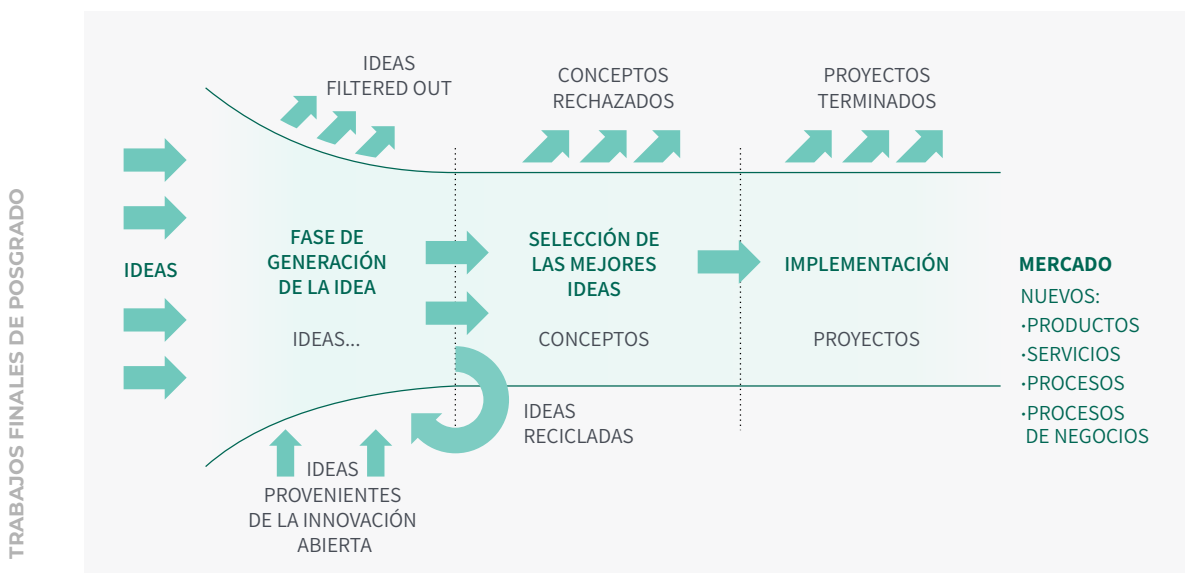 TRABAJOS FINALES DE POSGRADO
IDEAS
FILTERED OUT
CONCEPTOS
RECHAZADOS
PROYECTOS
TERMINADOS
IDEAS
FASE DE
GENERACIÓN
DE LA IDEA
IDEAS...
SELECCIÓN DE
LAS MEJORES
IDEAS
CONCEPTOS
IMPLEMENTACIÓN
PROYECTOS
MERCADO
NUEVOS:
·PRODUCTOS
·SERVICIOS
·PROCESOS
·PROCESOS
DE NEGOCIOS
IDEAS
RECICLADAS
IDEAS
PROVENIENTES
DE LA INNOVACIÓN
ABIERTA